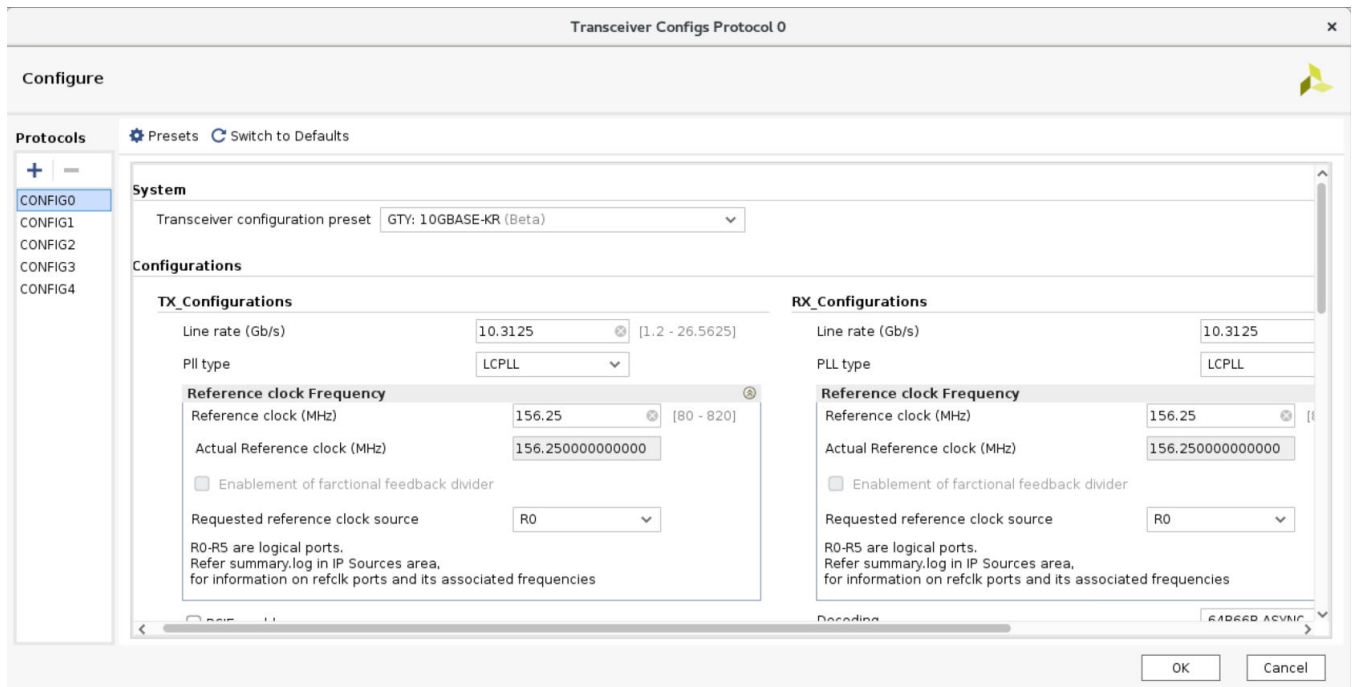 Transceiver Configs Protocol 0
Configure
Protocols
Presets
Switch to Defaults
CONFIG0
CONFIG1
CONFIG2
CONFIG3
CONFIG4
System
Transceiver configuration preset
GTY: 10GBASE-KR (Beta)
Configurations
TX_Configurations
Line rate (Gb/s)
10.3125
[1.2 - 26.5625]
Pll type
LCPLL
Reference clock Frequency
Reference clock (MHz)
156.25
[80 - 820]
Actual Reference clock (MHz)
156.250000000000
Enablement of farctional feedback divider
Requested reference clock source
R0
R0-R5 are logical ports.
Refer summary.log in IP Sources area,
for information on refclk ports and its associated frequencies
RX_Configurations
Line rate (Gb/s)
10.3125
PLL type
LCPLL
Reference clock Frequency
Reference clock (MHz)
156.25
Actual Reference clock (MHz)
156.250000000000
Enablement of farctional feedback divider
Requested reference clock source
R0
R0-R5 are logical ports.
Refer summary.log in IP Sources area,
for information on refclk ports and its associated frequencies
Decoding
64B66B_ASYNC
OK
Cancel